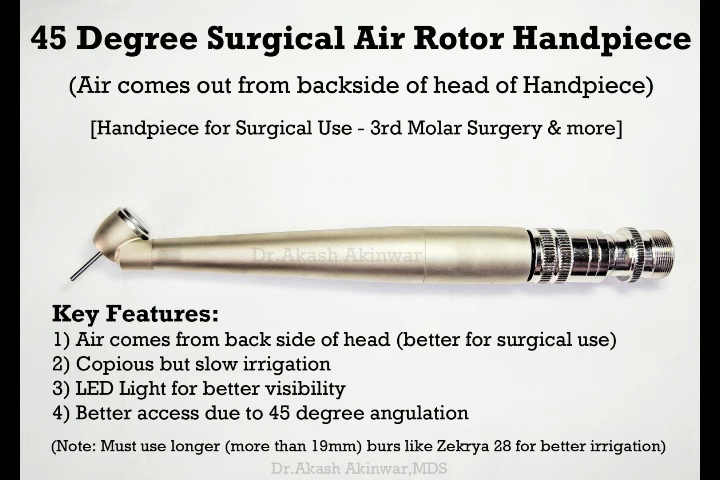 45 Degree Surgical Air Rotor Handpiece
(Air comes out from backside of head of Handpiece)
[Handpiece for Surgical Use - 3rd Molar Surgery & more]
Dr.Akash Akinwar
Key Features:
1) Air comes from back side of head (better for surgical use)
2) Copious but slow irrigation
3) LED Light for better visibility
4) Better access due to 45 degree angulation
(Note: Must use longer (more than 19mm) burs like Zekrya 28 for better irrigation)
Dr.Akash Akinwar,MDS